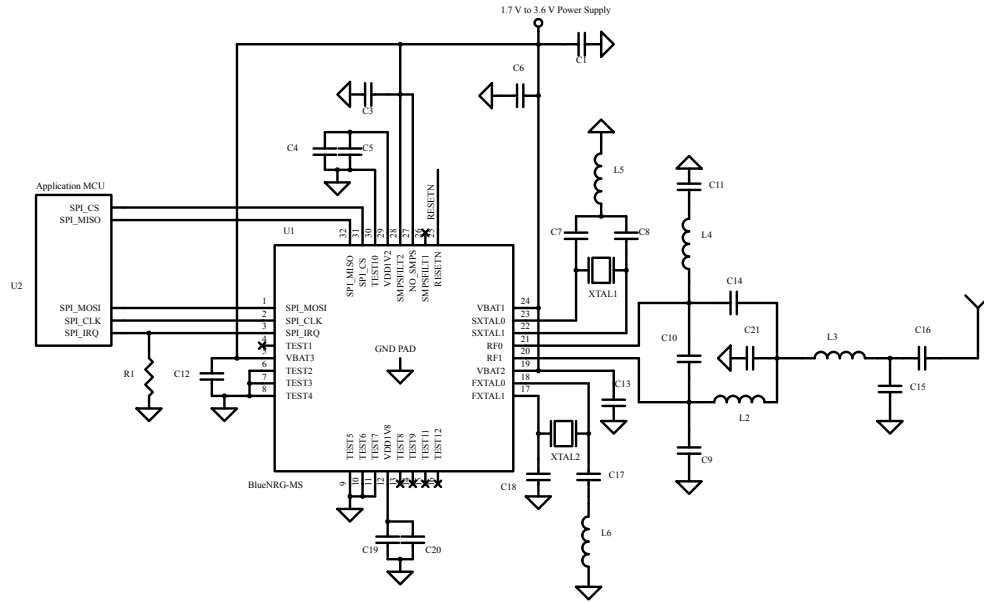 1.7 V to 3.6 V Power Supply
C1
C6
C3
C4
C5
L5
C11
RESETN
Application MCU
SPI_CS
SPI_MISO
U1
C7
C8
L4
32
31
30
29
28
27
26
25
SPI_MISO
SPI_CS
TEST10
VDD1V2
SMPSFILT2
NO_SMPS
SMPSFILT1
RESETN
XTAL1
C14
U2
SPI_MOSI
SPI_CLK
SPI_IRQ
1
2
3
4
5
6
7
8
SPI_MOSI
SPI_CLK
SPI_IRQ
TEST1
VBAT3
TEST2
TEST3
TEST4
GND PAD
VBAT1
SXTAL0
SXTAL1
RF0
RF1
VBAT2
FXTAL0
FXTAL1
24
23
22
21
20
19
18
17
C10
C21
L3
C16
R1
C12
C13
C15
L2
TEST5
TEST6
TEST7
VDD1V8
TEST8
TEST9
TEST11
TEST12
XTAL2
C9
9
10
11
12
13
BlueNRG-MS
C18
C17
C19
C20
L6